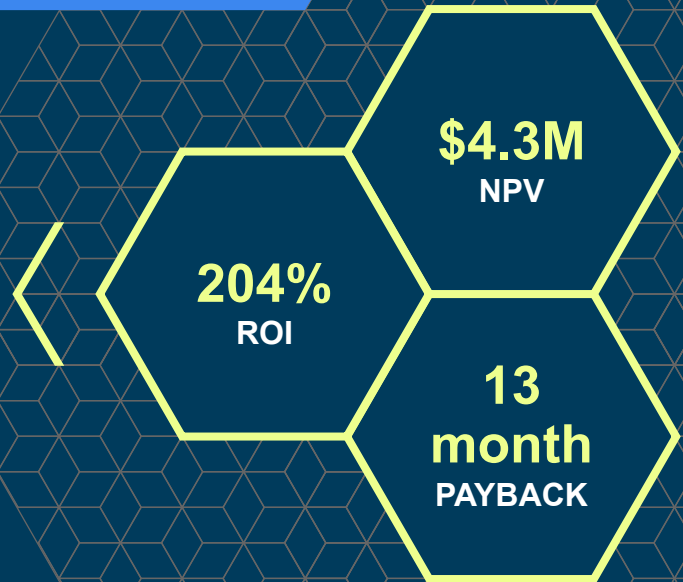 $4.3M
NPV
204%
ROI
13
month
PAYBACK